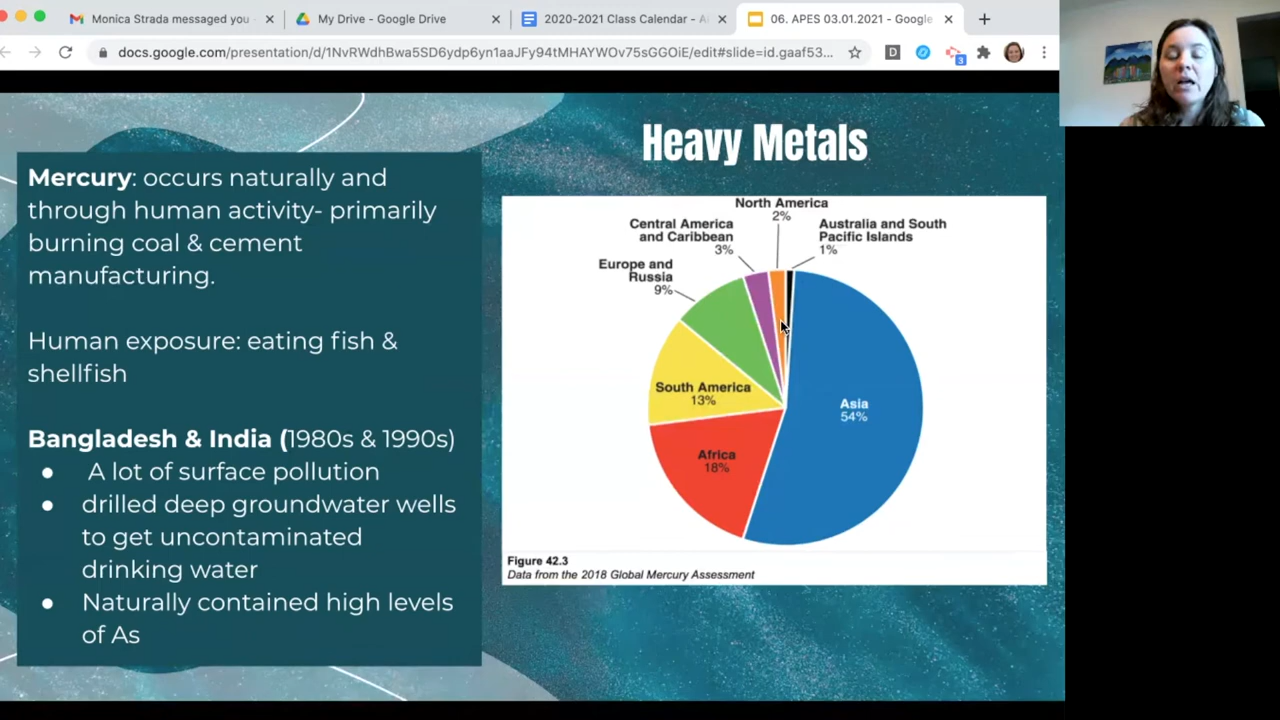 Monica Strada messaged you
My Drive - Google Drive
2020-2021 Class Calendar - A
06. APES 03.01.2021 - Google
docs.google.com/presentation/d/1NvRWdhBwa5SD6ydp6yn1aaJFy94tMHAYWOv75sGGOiE/edit#slide=id.gaaf53...
D
3
Heavy Metals
Mercury: occurs naturally and
through human activity- primarily
burning coal & cement
manufacturing.
Human exposure: eating fish &
shellfish
Bangladesh & India (1980s & 1990s)
● A lot of surface pollution
● drilled deep groundwater wells
to get uncontaminated
drinking water
● Naturally contained high levels
of As
North America
2%
Central America
and Caribbean
3%
Australia and South
Pacific Islands
1%
Europe and
Russia
9%
South America
13%
Asia
54%
Africa
18%
Figure 42.3
Data from the 2018 Global Mercury Assessment